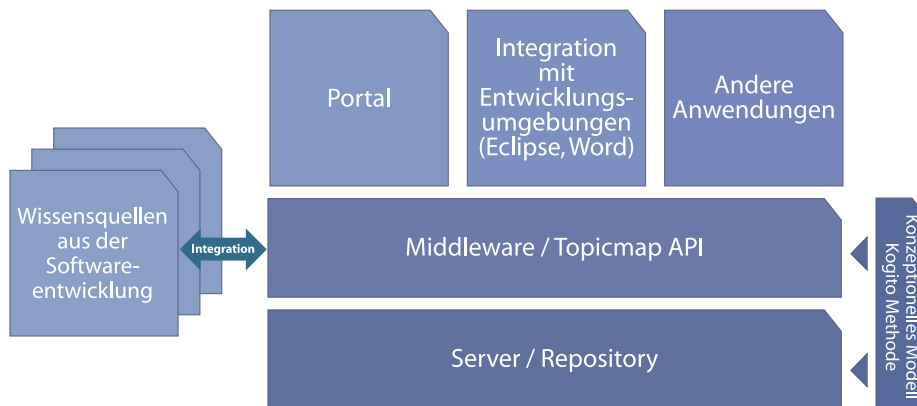 Portal
Integration
mit
Entwicklungs-
umgebungen
(Eclipse, Word)
Andere
Anwendungen
Wissensquellen
aus der
Software-
entwicklung
Integration
Middleware / Topicmap API
Server / Repository
Konzeptionelles Modell
Kogito Methode